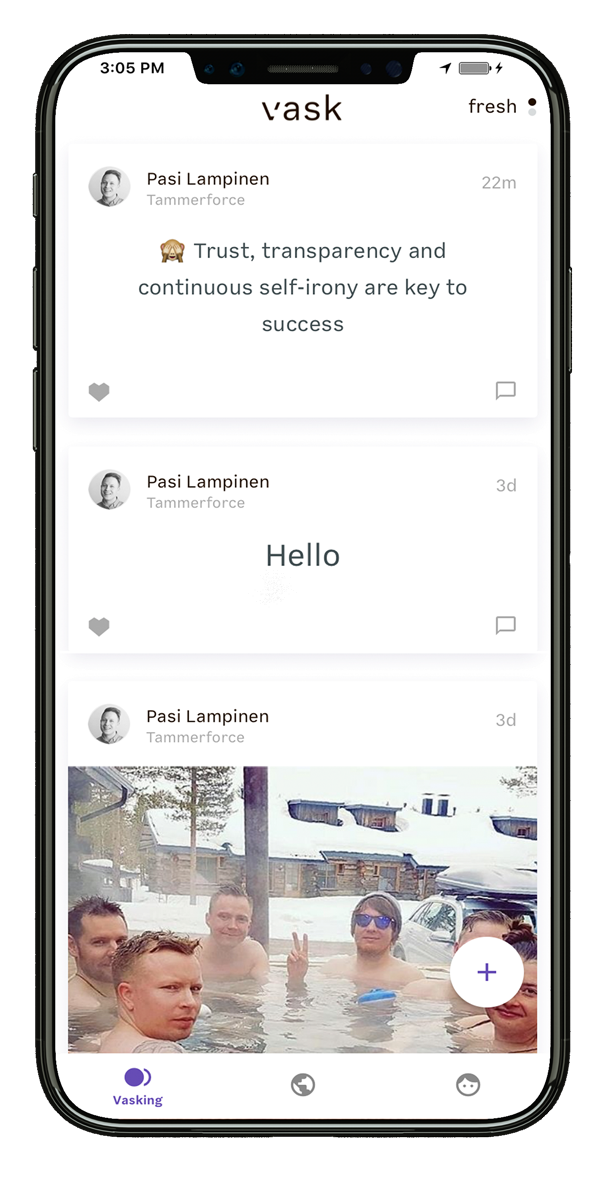 3:05 PM
vask
fresh
Pasi Lampinen
22m
Tammerforce
🙈 Trust, transparency and
continuous self-irony are key to
success
Pasi Lampinen
3d
Tammerforce
Hello
Pasi Lampinen
3d
Tammerforce
+
Vasking